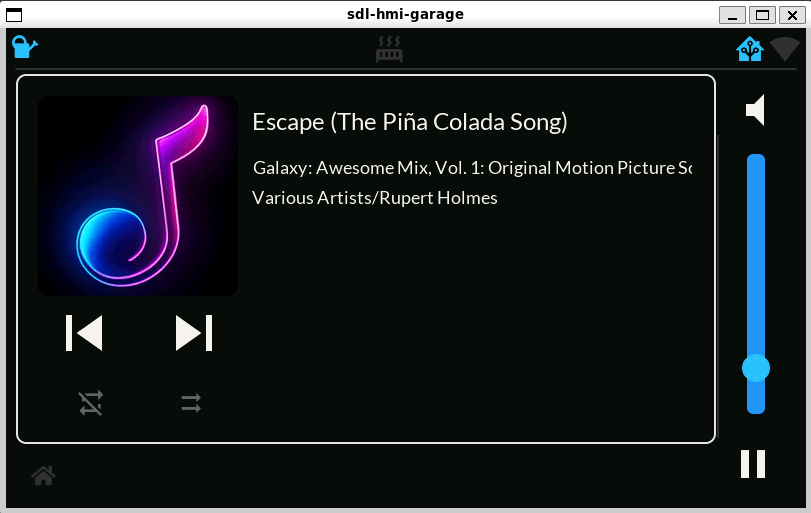 sdl-hmi-garage
Escape (The Piña Colada Song)
Galaxy: Awesome Mix, Vol. 1: Original Motion Picture
Various Artists/Rupert Holmes